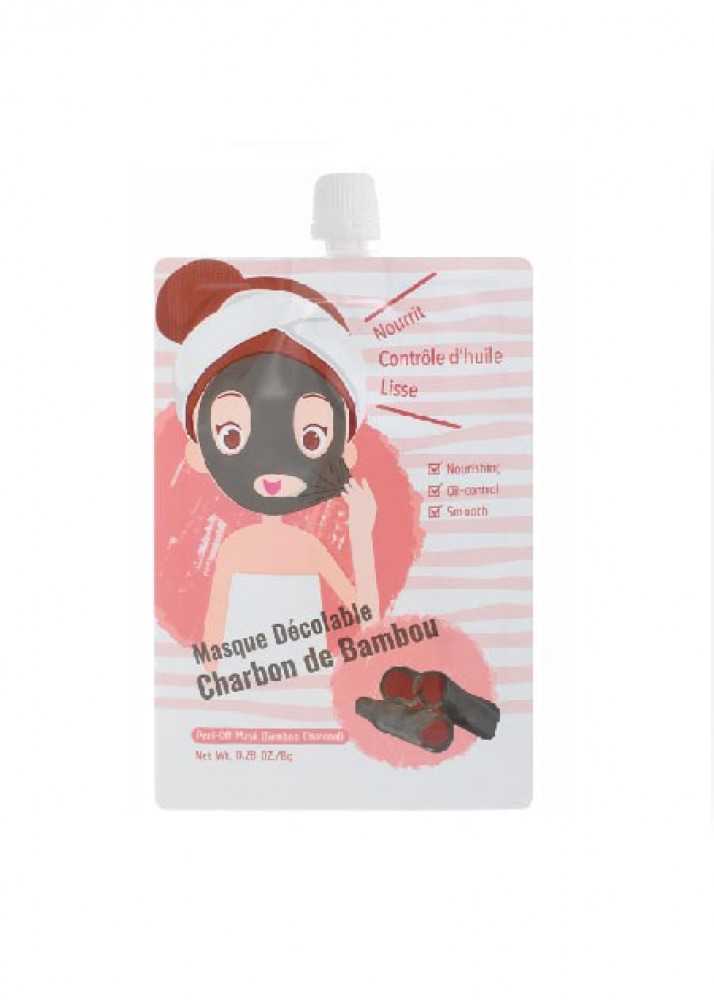 Nourrit
Contrôle d'huile
Lisse
Nourishing
Oil-control
Smooth
Masque Décolable
Charbon de Bambou
Peel-Off Mask (Bamboo Charcoal)
Net Wt. 0.28 OZ./8g